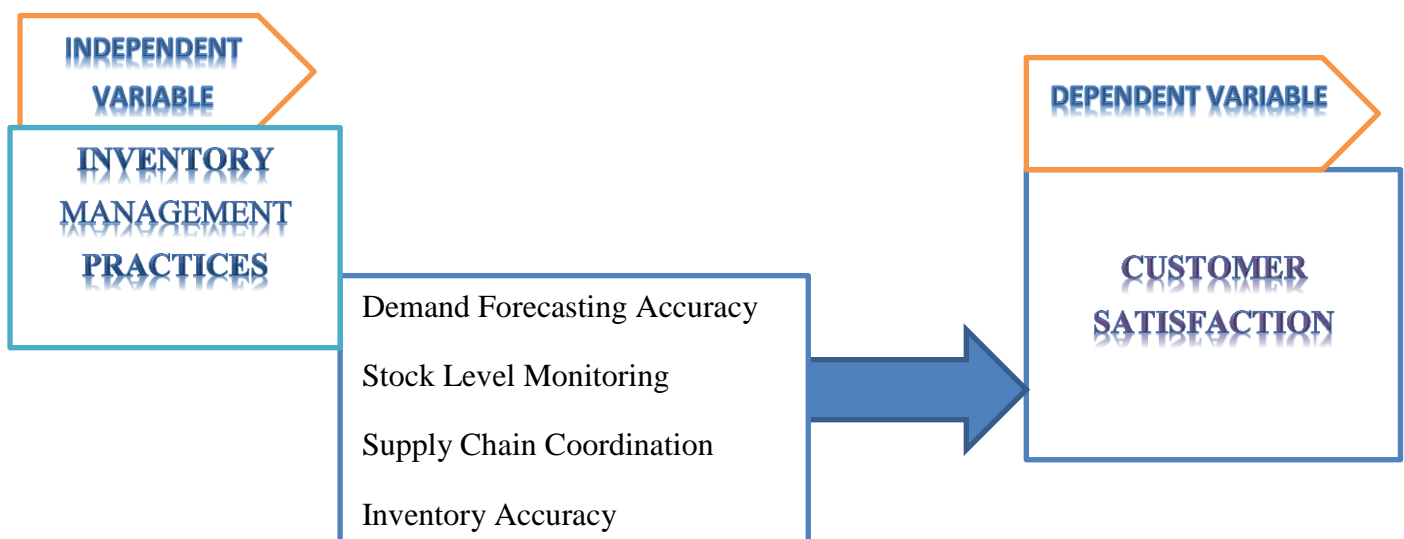 INDEPENDENT
VARIABLE
INVENTORY
MANAGEMENT
PRACTICES
Demand Forecasting Accuracy
Stock Level Monitoring
Supply Chain Coordination
Inventory Accuracy
DEPENDENT VARIABLE
CUSTOMER
SATISFACTION